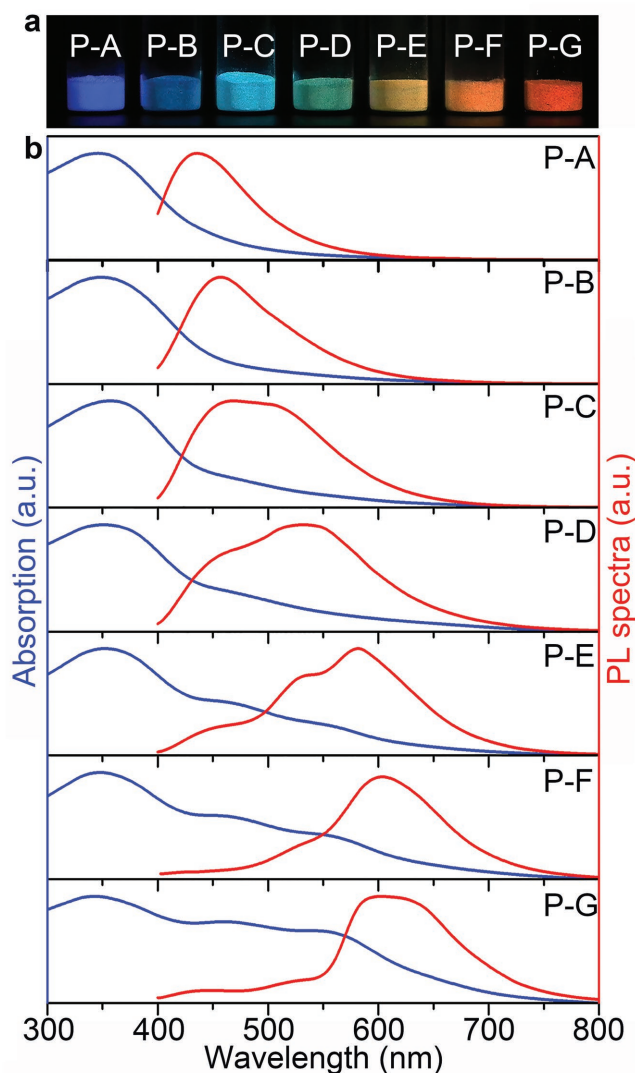 a
P-A P-B P-C P-D P-E P-F P-G
b
P-A
P-B
P-C
P-D
P-E
P-F
P-G
Absorption (a.u.)
PL spectra (a.u.)
300 400 500 600 700 800
Wavelength (nm)